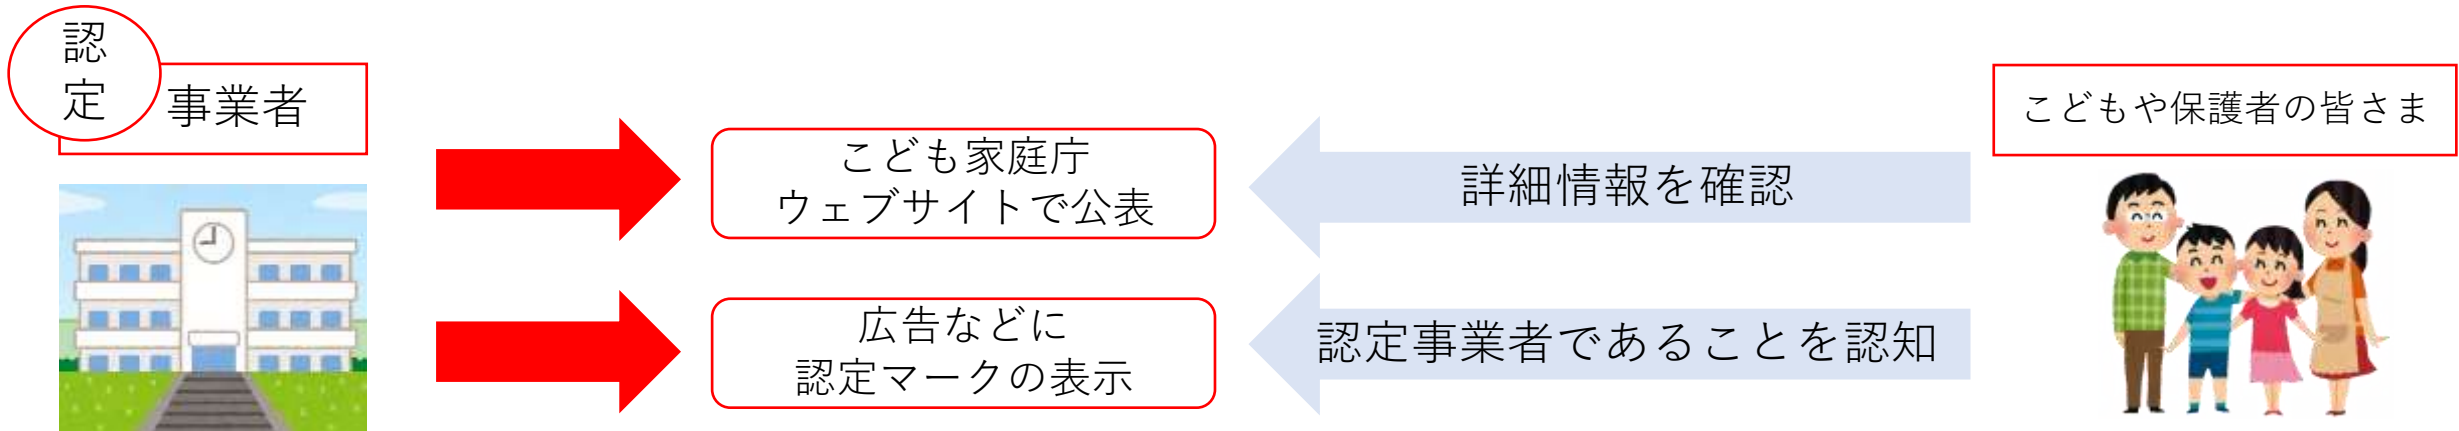 認
定
事業者
こども家庭庁
ウェブサイトで公表
詳細情報を確認
こどもや保護者の皆さま
広告などに
認定マークの表示
認定事業者であることを認知